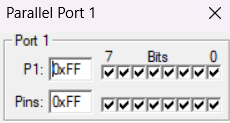 Parallel Port 1
Port 1
7 Bits 0
P1: 0xFF
Pins: 0xFF